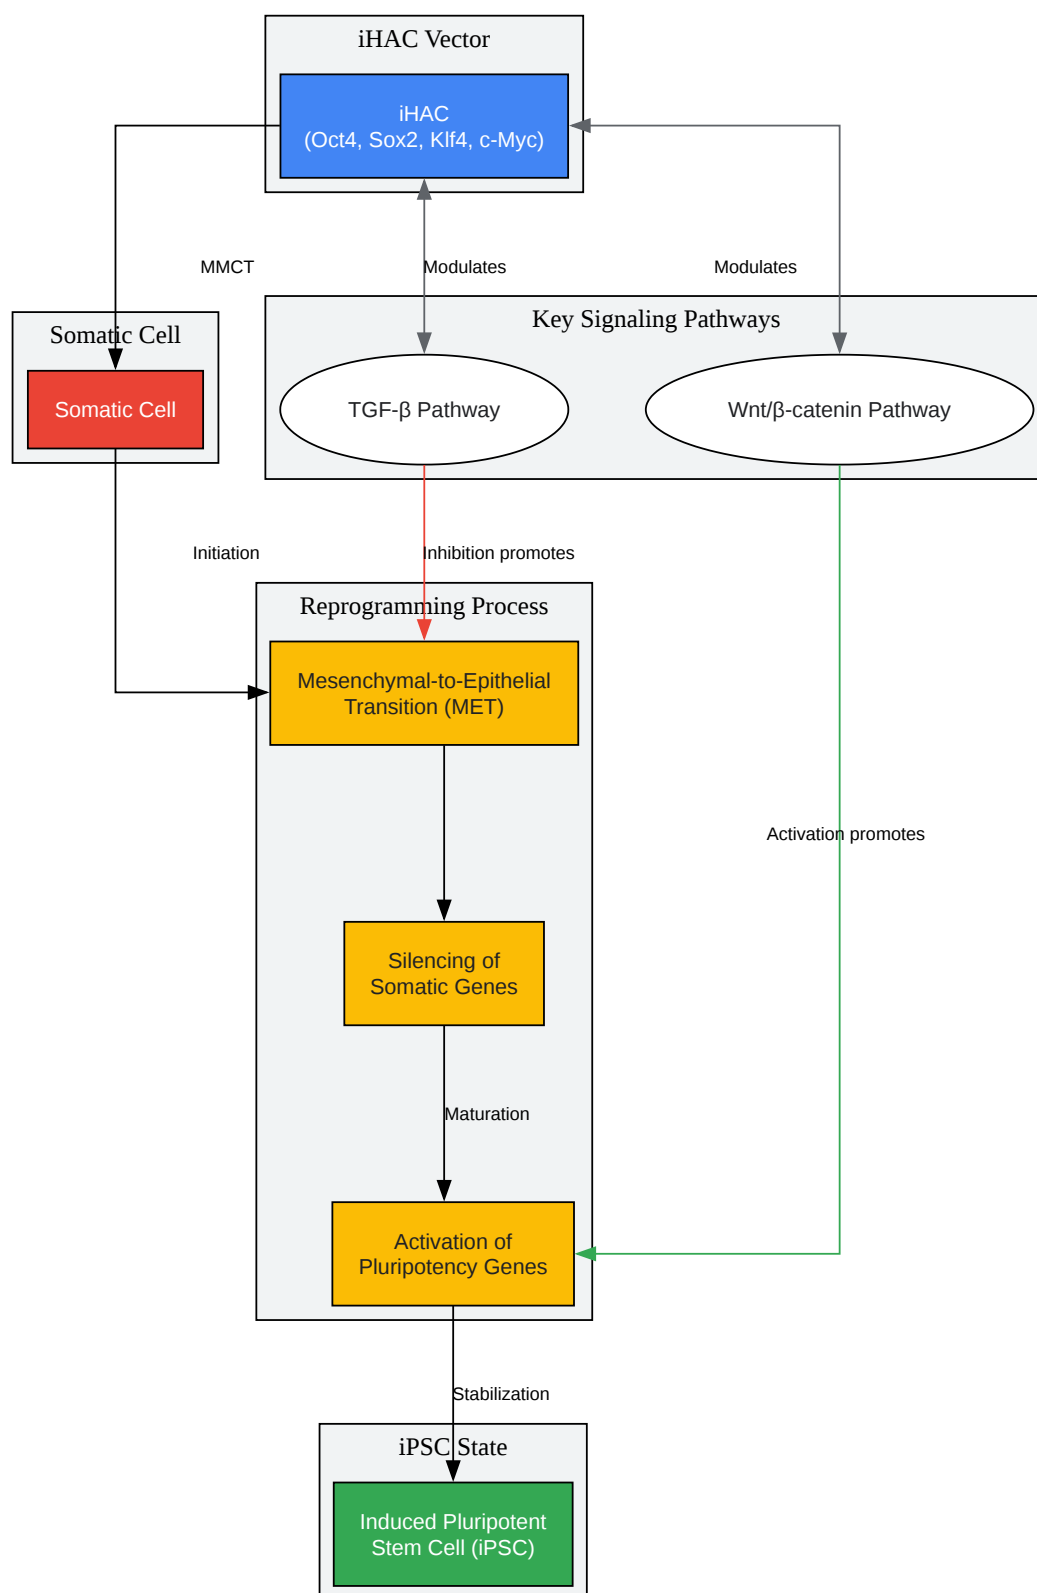 iHAC Vector
iHAC
(Oct4, Sox2, Klf4, c-Myc)
MMCT
Modulates
Modulates
Somatic Cell
Somatic Cell
Key Signaling Pathways
TGF-β Pathway
Wnt/β-catenin Pathway
Initiation
Inhibition promotes
Reprogramming Process
Mesenchymal-to-Epithelial
Transition (MET)
Activation promotes
Silencing of
Somatic Genes
Maturation
Activation of
Pluripotency Genes
Stabilization
iPSC State
Induced Pluripotent
Stem Cell (iPSC)